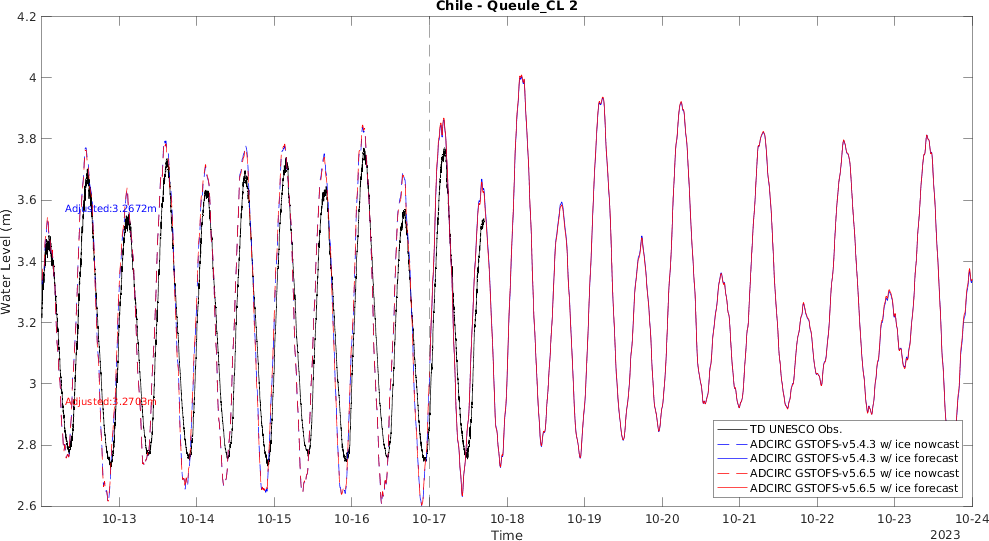 Chile - Queule_CL 2
4.2
4
3.8
3.6
3.4
3.2
3
2.8
2.6
Water Level (m)
Adjusted:3.2672m
Adjusted:3.2703m
TD UNESCO Obs.
ADCIRC GSTOFS-v5.4.3 w/ ice nowcast
ADCIRC GSTOFS-v5.4.3 w/ ice forecast
ADCIRC GSTOFS-v5.6.5 w/ ice nowcast
ADCIRC GSTOFS-v5.6.5 w/ ice forecast
10-13 10-14 10-15 10-16 10-17 10-18 10-19 10-20 10-21 10-22 10-23 10-24
Time
2023